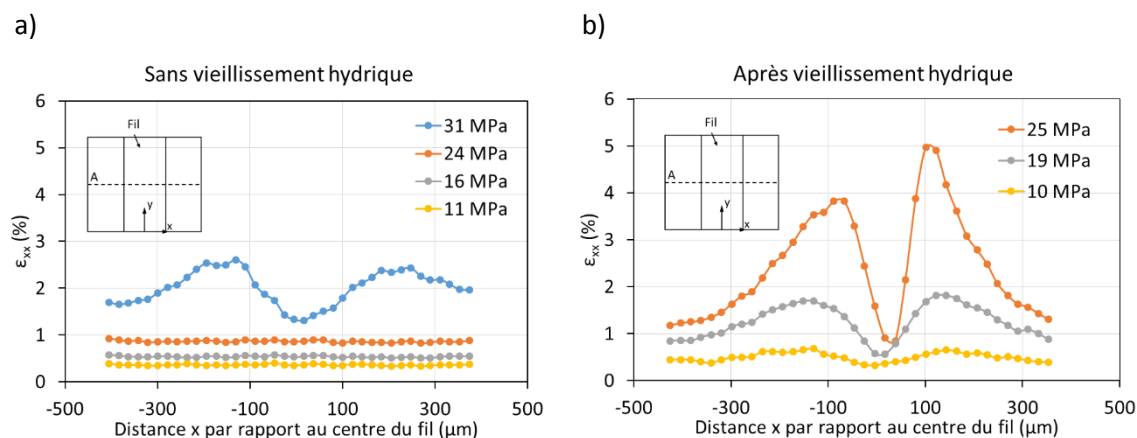 a)
Sans vieillissement hydrique
6
5
4
3
2
1
0
εxx (%)
Fil
A
y
x
31 MPa
24 MPa
16 MPa
11 MPa
-500 -300 -100 100 300 500
Distance x par rapport au centre du fil (µm)
b)
Après vieillissement hydrique
6
5
4
3
2
1
0
εxx (%)
Fil
A
y
x
25 MPa
19 MPa
10 MPa
-500 -300 -100 100 300 500
Distance x par rapport au centre du fil (µm)